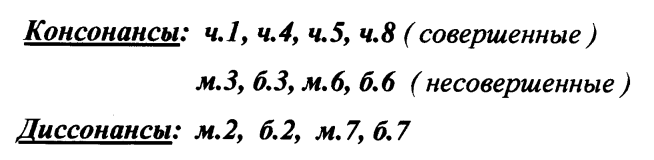 Консонансы: ч.1, ч.4, ч.5, ч.8 ( совершенные )
м.3, б.3, м.6, б.6 ( несовершенные )
Диссонансы: м.2, б.2, м.7, б.7